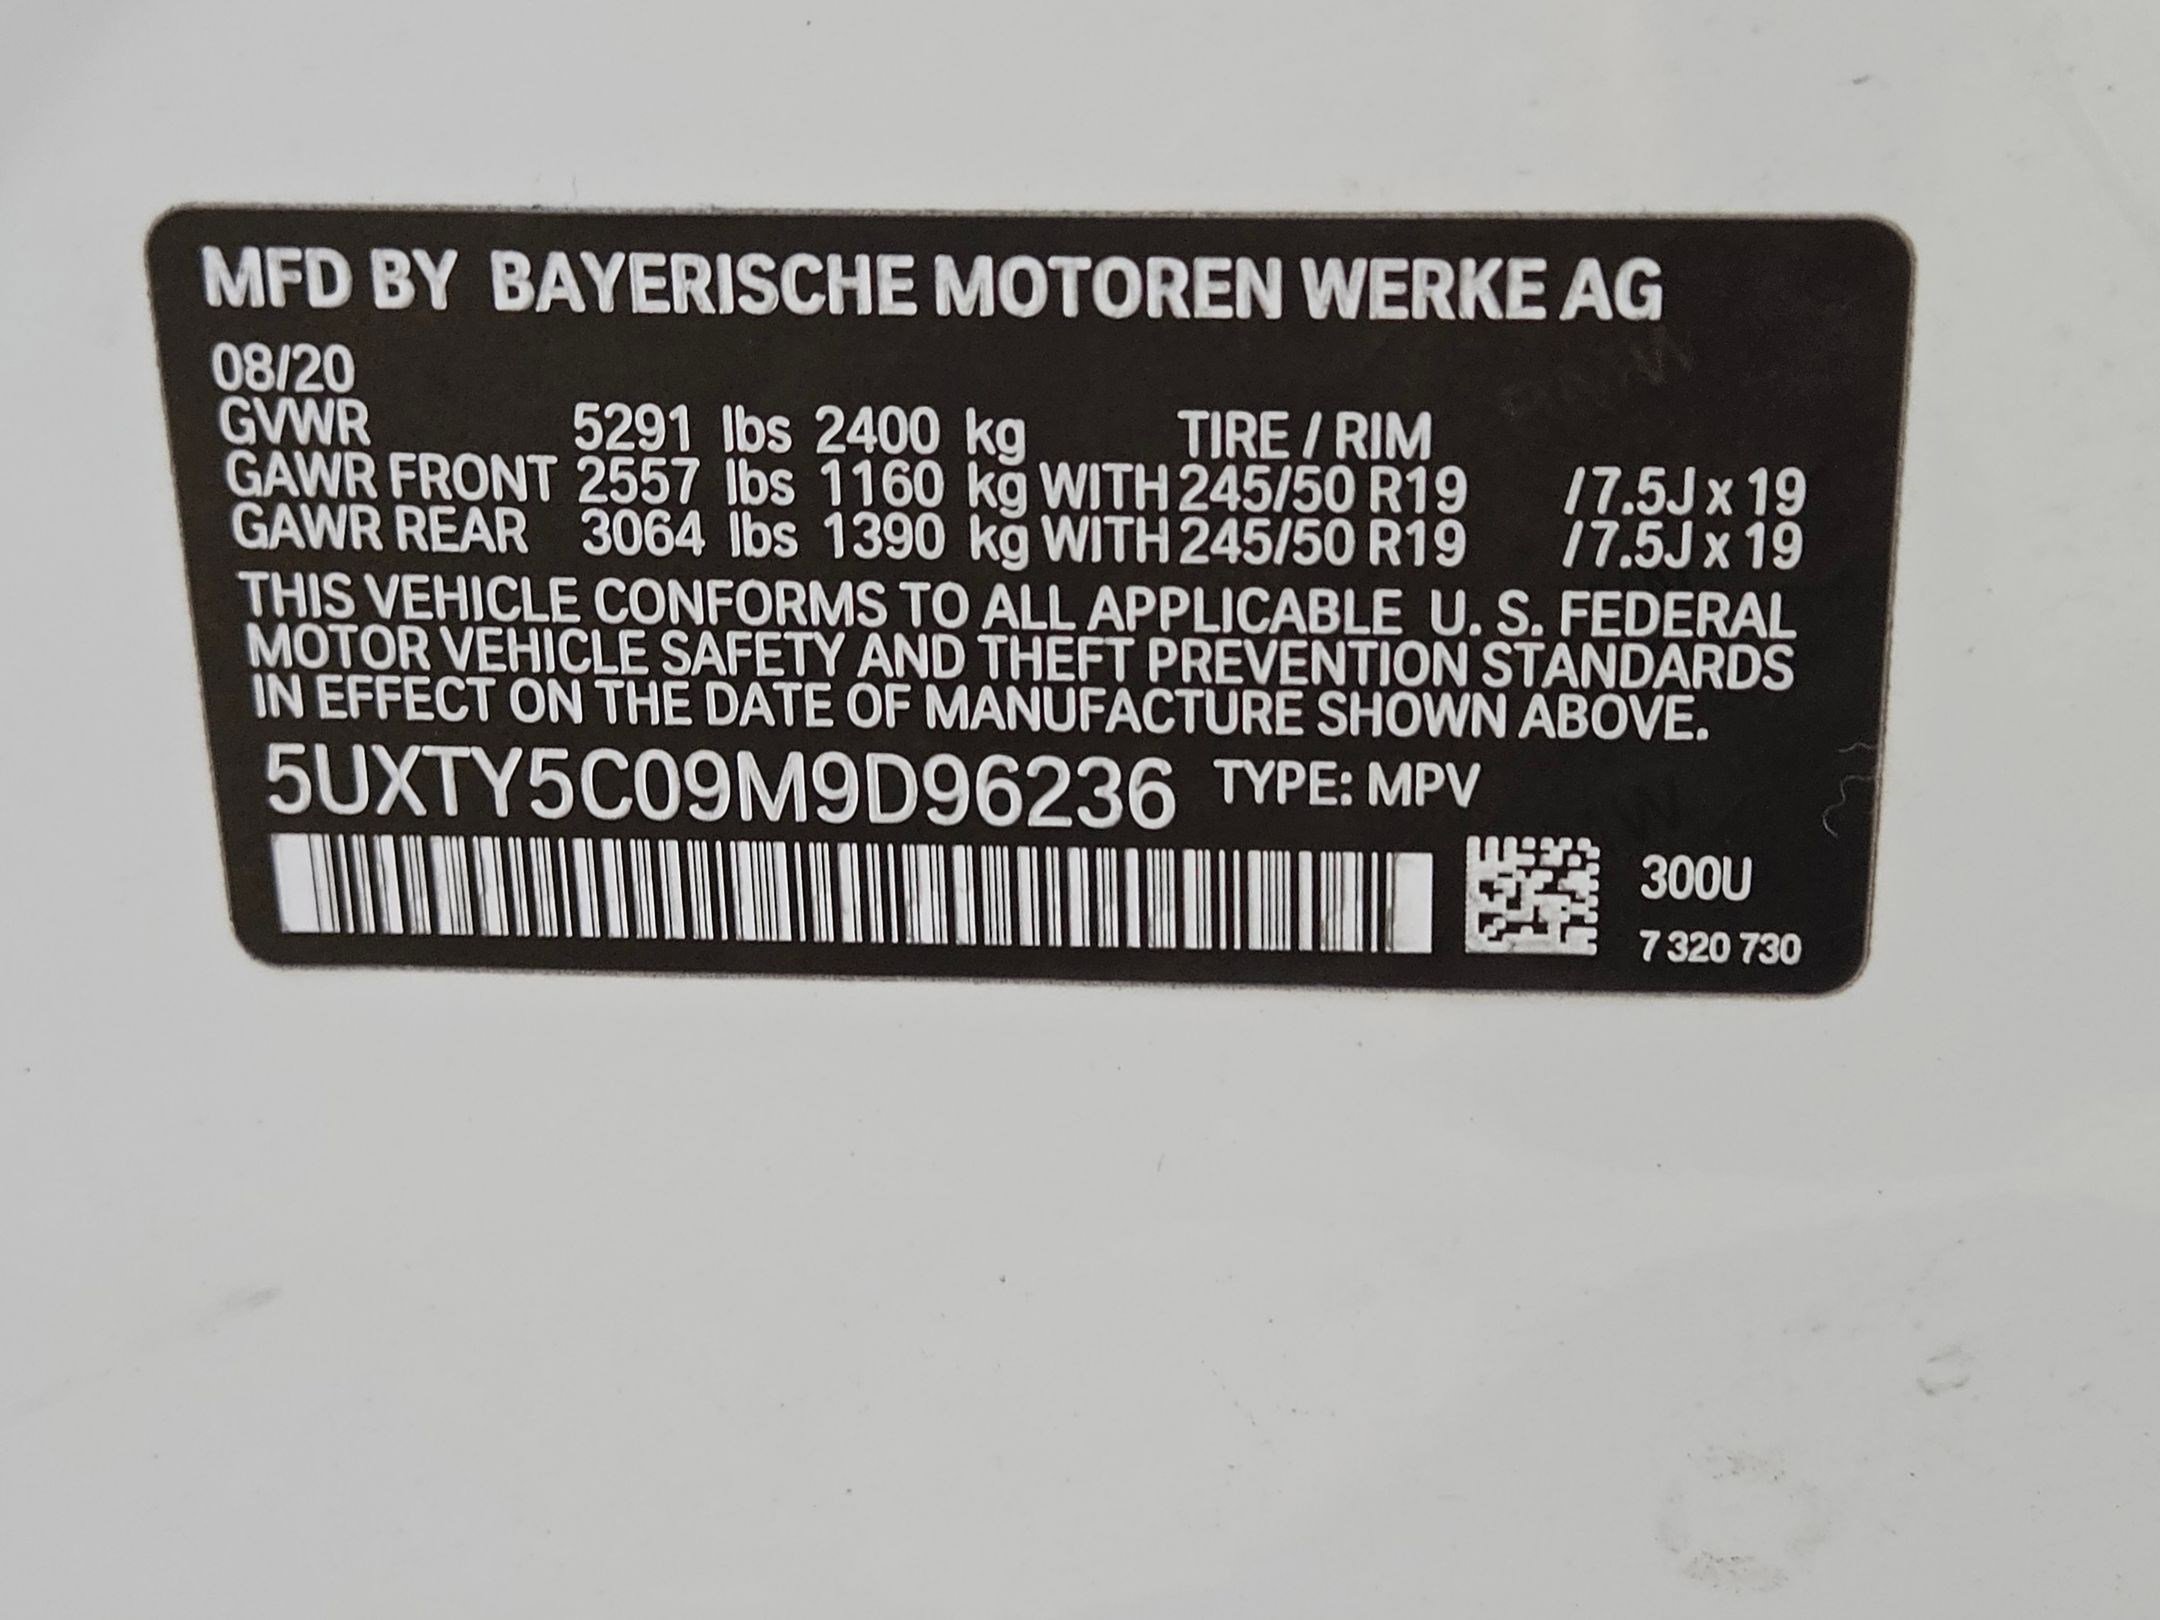 MFD BY BAYERISCHE MOTOREN WERKE AG
08/20
GVWR 5291 lbs 2400 kg TIRE / RIM
GAWR FRONT 2557 lbs 1160 kg WITH 245/50 R19 /7.5J x 19
GAWR REAR 3064 lbs 1390 kg WITH 245/50 R19 /7.5J x 19
THIS VEHICLE CONFORMS TO ALL APPLICABLE U. S. FEDERAL
MOTOR VEHICLE SAFETY AND THEFT PREVENTION STANDARDS
IN EFFECT ON THE DATE OF MANUFACTURE SHOWN ABOVE.
5UXTY5C09M9D96236 TYPE: MPV
300U
7 320 730